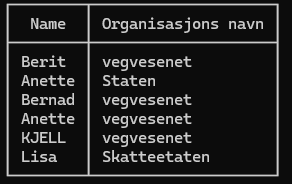 Name Organisasjons navn
Berit vegvesenet
Anette Staten
Bernad vegvesenet
Anette vegvesenet
KJELL vegvesenet
Lisa Skatteetaten